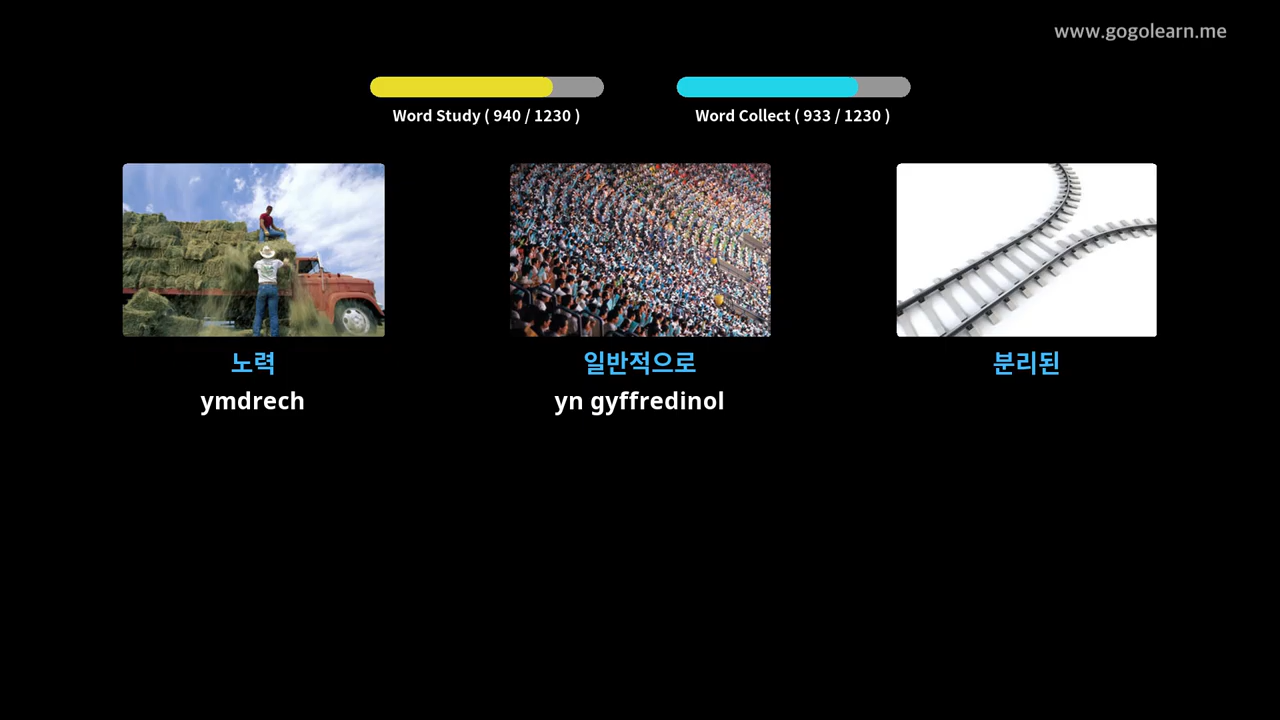 www.gogolearn.me
Word Study ( 940 / 1230 )
Word Collect ( 933 / 1230 )
노력
일반적으로
분리된
ymdrech
yn gyffredinol